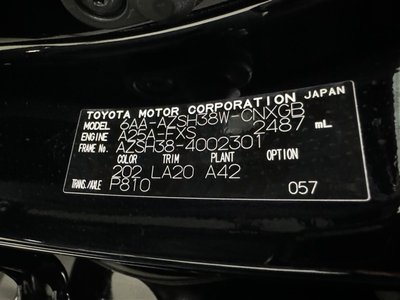 TOYOTA MOTOR CORPORATION JAPAN
MODEL 6AA-AZSH38W-CNXGB
ENGINE A25A-FXS 2487 mL
FRAME No. AZSH38-4002301
COLOR TRIM PLANT OPTION
202 LA20 A42
TRANS./AXLE P810
057